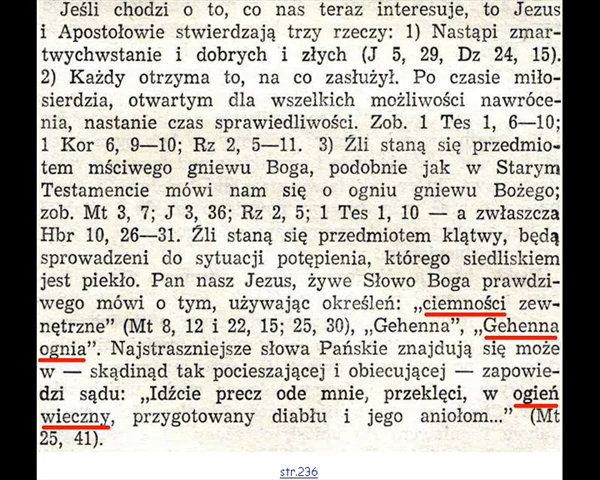 Jeśli chodzi o to, co nas teraz interesuje, to Jezus
i Apostołowie stwierdzają trzy rzeczy: 1) Nastąpi zmar-
twychwstanie i dobrych i złych (J 5, 29, Dz 24, 15).
2) Każdy otrzyma to, na co zasłużył. Po czasie miło-
sierdzia, otwartym dla wszelkich możliwości nawróce-
nia, nastanie czas sprawiedliwości. Zob. 1 Tes 1, 6—10;
1 Kor 6, 9—10; Rz 2, 5—11. 3) Źli staną się przedmio-
tem mściwego gniewu Boga, podobnie jak w Starym
Testamencie mówi nam się o ogniu gniewu Bożego;
zob. Mt 3, 7; J 3, 36; Rz 2, 5; 1 Tes 1, 10 — a zwłaszcza
Hbr 10, 26—31. Źli staną się przedmiotem klątwy, będą
sprowadzeni do sytuacji potępienia, którego siedliskiem
jest piekło. Pan nasz Jezus, żywe Słowo Boga prawdzi-
wego mówi o tym, używając określeń: „ciemności zew-
nętrzne” (Mt 8, 12 i 22, 15; 25, 30), „Gehenna”, „Gehenna
ognia”. Najstraszniejsze słowa Pańskie znajdują się może
w — skądinąd tak pocieszającej i obiecującej — zapowie-
dzi sądu: „Idźcie precz ode mnie, przeklęci, w ogień
wieczny, przygotowany diabłu i jego aniołom...” (Mt
25, 41).
str.236